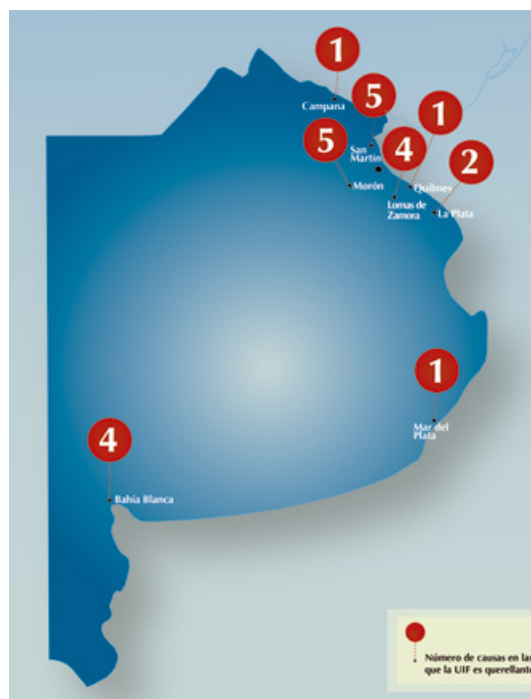 1
Campana
5
San
Martín
1
5
Morón
4
Lomas de
Zamora
Quilmes
2
La Plata
1
Mar del
Plata
4
Bahía Blanca
Número de causas en las
que la UIF es querellante